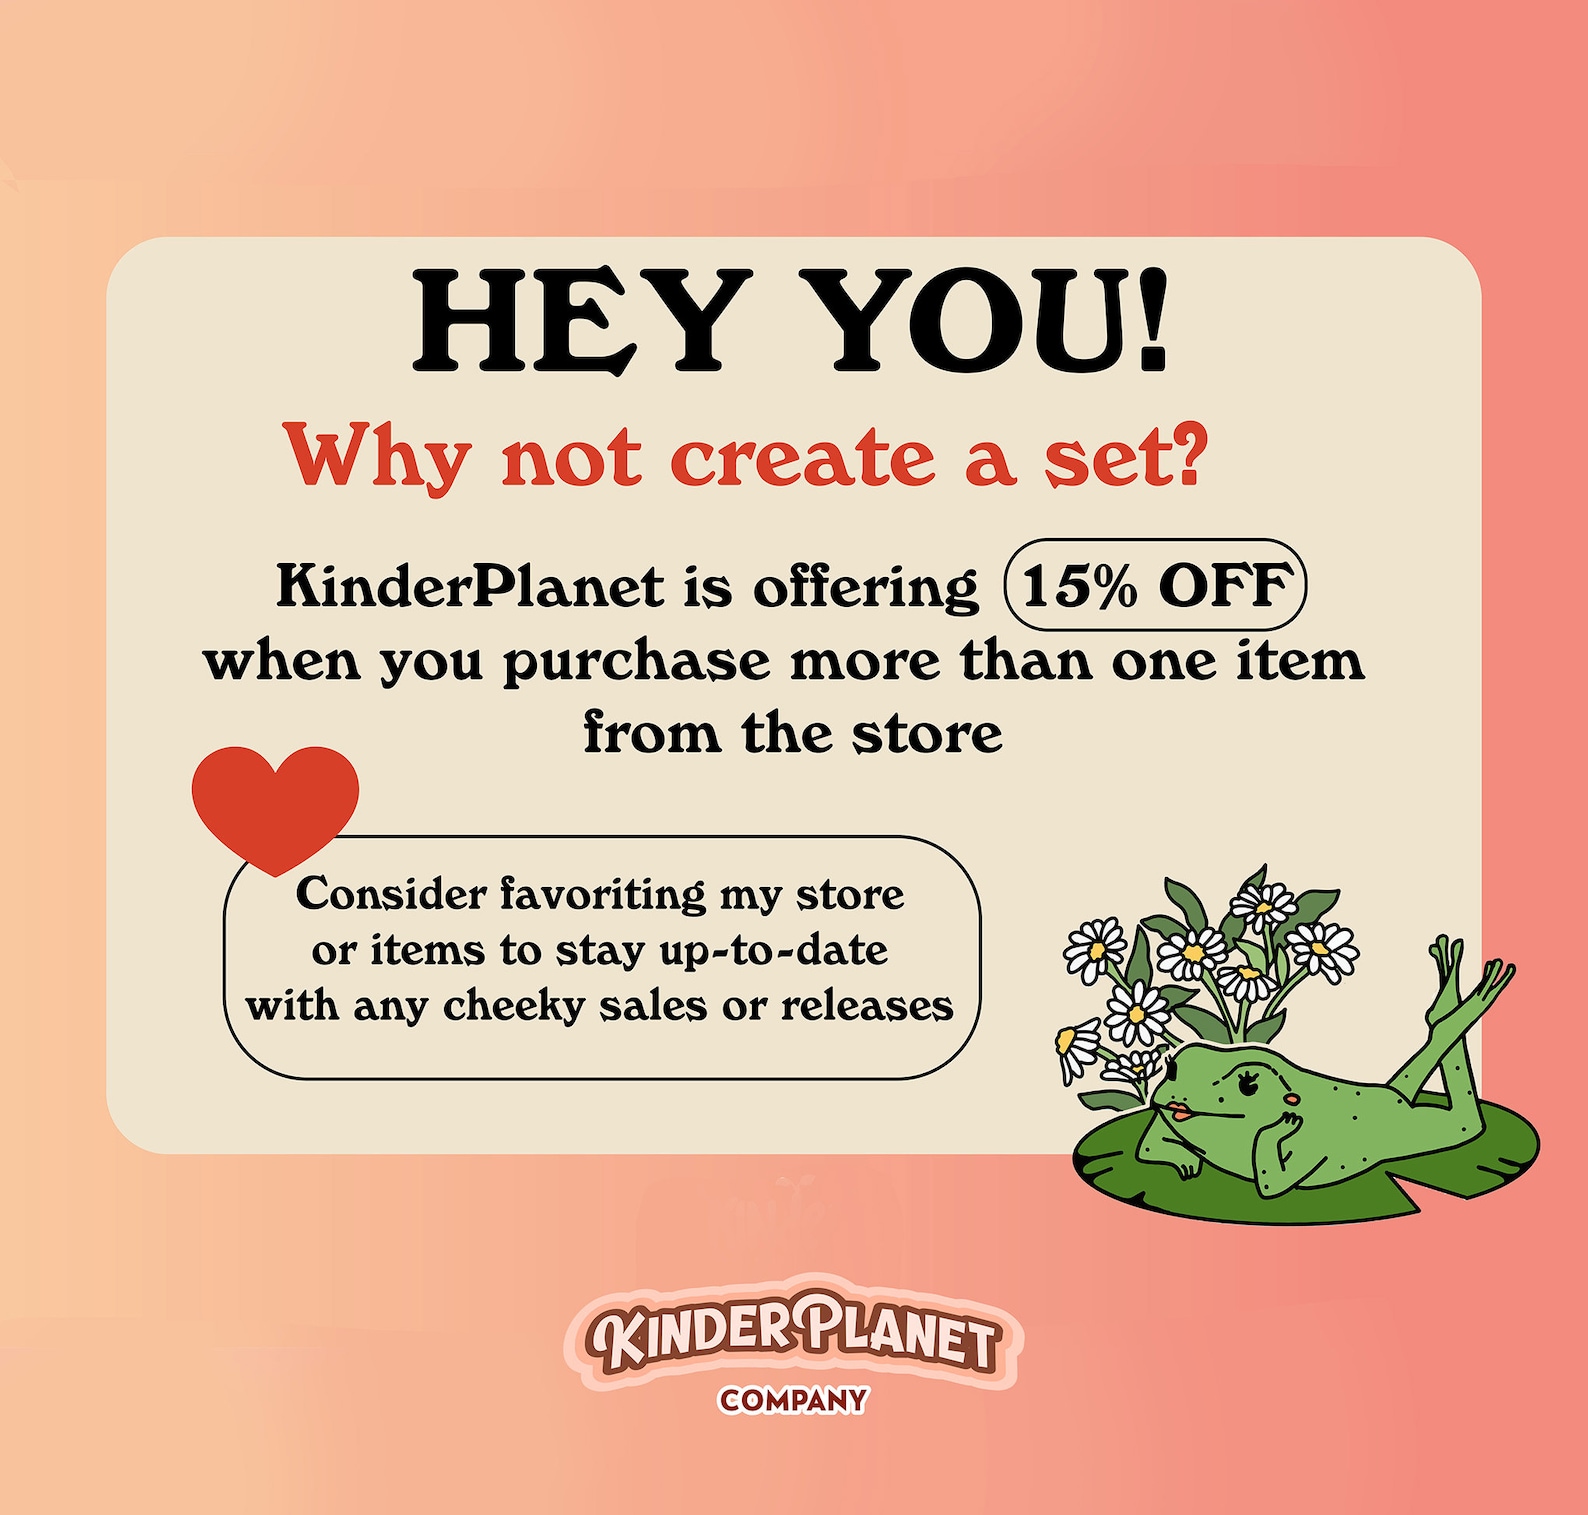 HEY YOU!
Why not create a set?
KinderPlanet is offering 15% OFF
when you purchase more than one item
from the store
Consider favoriting my store
or items to stay up-to-date
with any cheeky sales or releases
KINDERPLANET
COMPANY